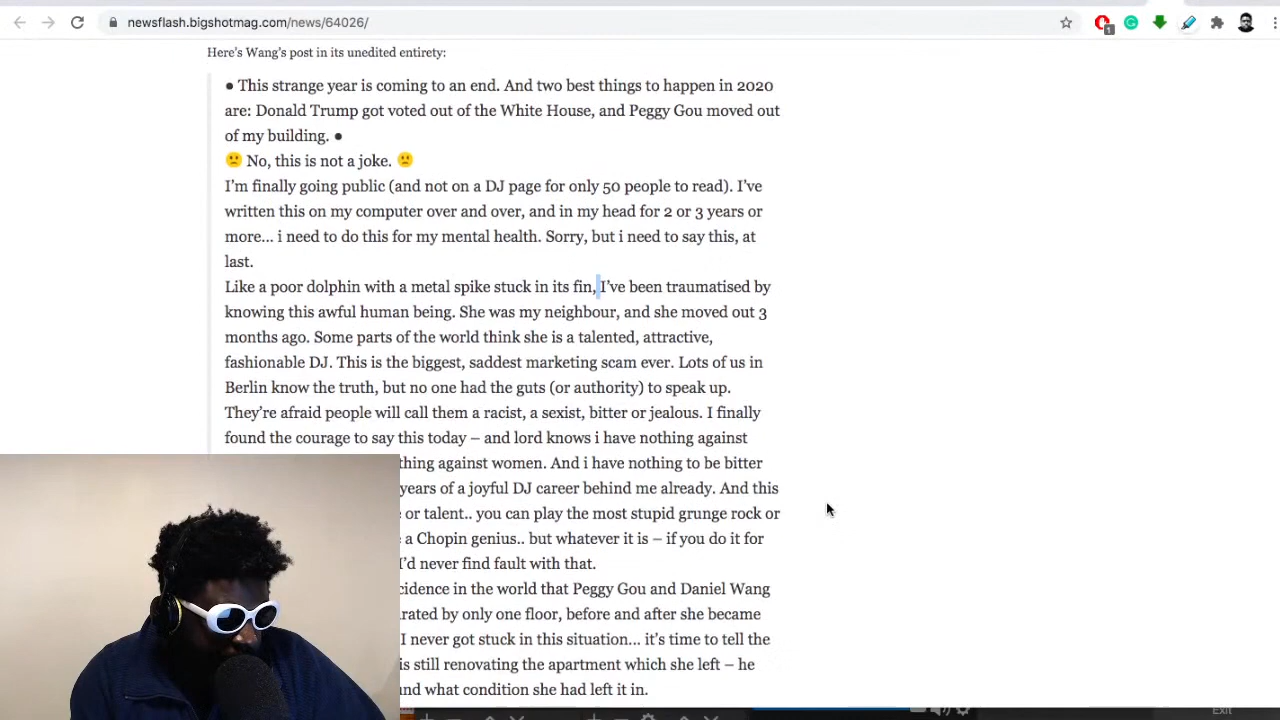 newsflash.bigshotmag.com/news/64026/
1
Here's Wang's post in its unedited entirety:
● This strange year is coming to an end. And two best things to happen in 2020
are: Donald Trump got voted out of the White House, and Peggy Gou moved out
of my building. ●
🙁 No, this is not a joke. 🙁
I'm finally going public (and not on a DJ page for only 50 people to read). I've
written this on my computer over and over, and in my head for 2 or 3 years or
more... i need to do this for my mental health. Sorry, but i need to say this, at
last.
Like a poor dolphin with a metal spike stuck in its fin, I've been traumatised by
knowing this awful human being. She was my neighbour, and she moved out 3
months ago. Some parts of the world think she is a talented, attractive,
fashionable DJ. This is the biggest, saddest marketing scam ever. Lots of us in
Berlin know the truth, but no one had the guts (or authority) to speak up.
They're afraid people will call them a racist, a sexist, bitter or jealous. I finally
found the courage to say this today – and lord knows i have nothing against
thing against women. And i have nothing to be bitter
years of a joyful DJ career behind me already. And this
or talent.. you can play the most stupid grunge rock or
a Chopin genius.. but whatever it is – if you do it for
I'd never find fault with that.
cidence in the world that Peggy Gou and Daniel Wang
rated by only one floor, before and after she became
I never got stuck in this situation... it's time to tell the
is still renovating the apartment which she left – he
und what condition she had left it in.
Exit